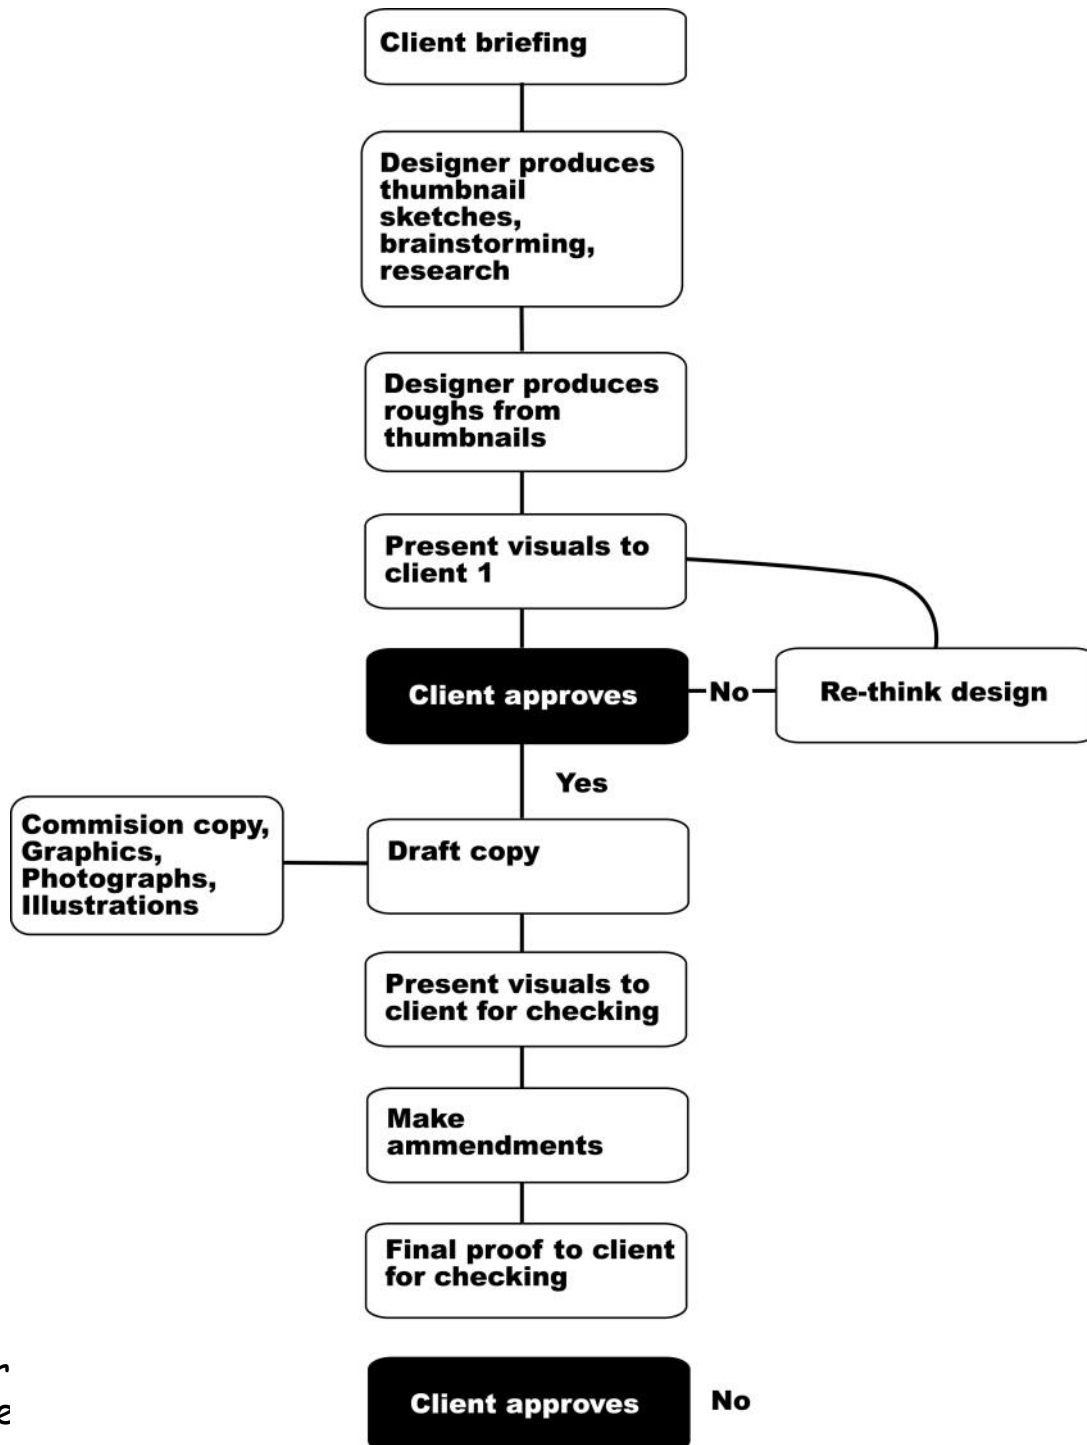 Client briefing
Designer produces
thumbnail
sketches,
brainstorming,
research
Designer produces
roughs from
thumbnails
Present visuals to
client 1
Client approves
No
Re-think design
Yes
Commision copy,
Graphics,
Photographs,
Illustrations
Draft copy
Present visuals to
client for checking
Make
ammendments
Final proof to client
for checking
Client approves
No